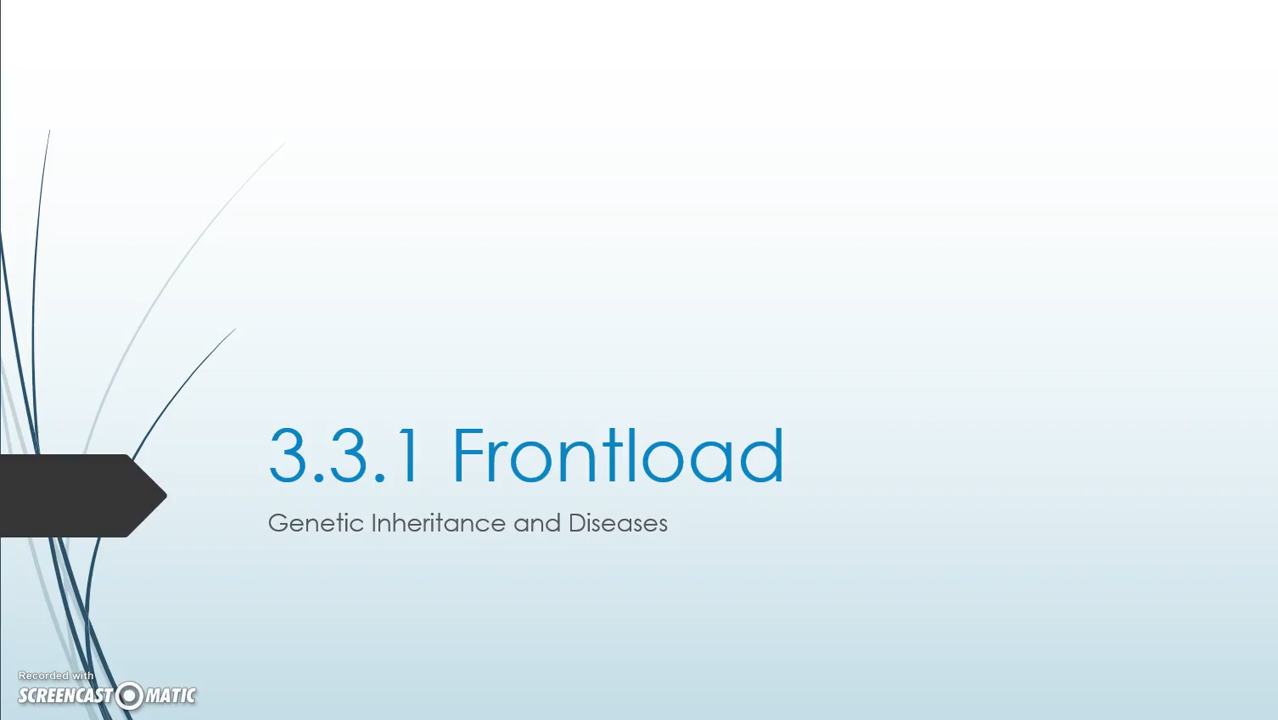 3.3.1 Frontload
Genetic Inheritance and Diseases
Recorded with
SCREENCAST MATIC